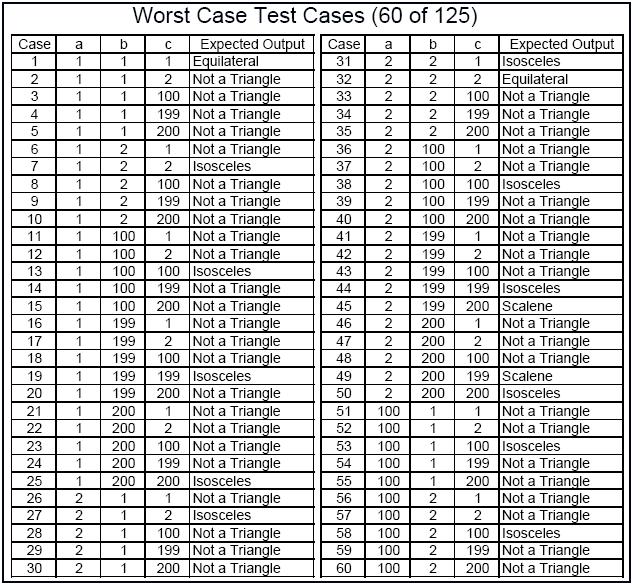 Worst Case Test Cases (60 of 125)
Case a b c Expected Output Case a b c Expected Output
1 1 1 1 Equilateral 31 2 2 1 Isosceles
2 1 1 2 Not a Triangle 32 2 2 2 Equilateral
3 1 1 100 Not a Triangle 33 2 2 100 Not a Triangle
4 1 1 199 Not a Triangle 34 2 2 199 Not a Triangle
5 1 1 200 Not a Triangle 35 2 2 200 Not a Triangle
6 1 2 1 Not a Triangle 36 2 100 1 Not a Triangle
7 1 2 2 Isosceles 37 2 100 2 Not a Triangle
8 1 2 100 Not a Triangle 38 2 100 100 Isosceles
9 1 2 199 Not a Triangle 39 2 100 199 Not a Triangle
10 1 2 200 Not a Triangle 40 2 100 200 Not a Triangle
11 1 100 1 Not a Triangle 41 2 199 1 Not a Triangle
12 1 100 2 Not a Triangle 42 2 199 2 Not a Triangle
13 1 100 100 Isosceles 43 2 199 100 Not a Triangle
14 1 100 199 Not a Triangle 44 2 199 199 Isosceles
15 1 100 200 Not a Triangle 45 2 199 200 Scalene
16 1 199 1 Not a Triangle 46 2 200 1 Not a Triangle
17 1 199 2 Not a Triangle 47 2 200 2 Not a Triangle
18 1 199 100 Not a Triangle 48 2 200 100 Not a Triangle
19 1 199 199 Isosceles 49 2 200 199 Scalene
20 1 199 200 Not a Triangle 50 2 200 200 Isosceles
21 1 200 1 Not a Triangle 51 100 1 1 Not a Triangle
22 1 200 2 Not a Triangle 52 100 1 2 Not a Triangle
23 1 200 100 Not a Triangle 53 100 1 100 Isosceles
24 1 200 199 Not a Triangle 54 100 1 199 Not a Triangle
25 1 200 200 Isosceles 55 100 1 200 Not a Triangle
26 2 1 1 Not a Triangle 56 100 2 1 Not a Triangle
27 2 1 2 Isosceles 57 100 2 2 Not a Triangle
28 2 1 100 Not a Triangle 58 100 2 100 Isosceles
29 2 1 199 Not a Triangle 59 100 2 199 Not a Triangle
30 2 1 200 Not a Triangle 60 100 2 200 Not a Triangle